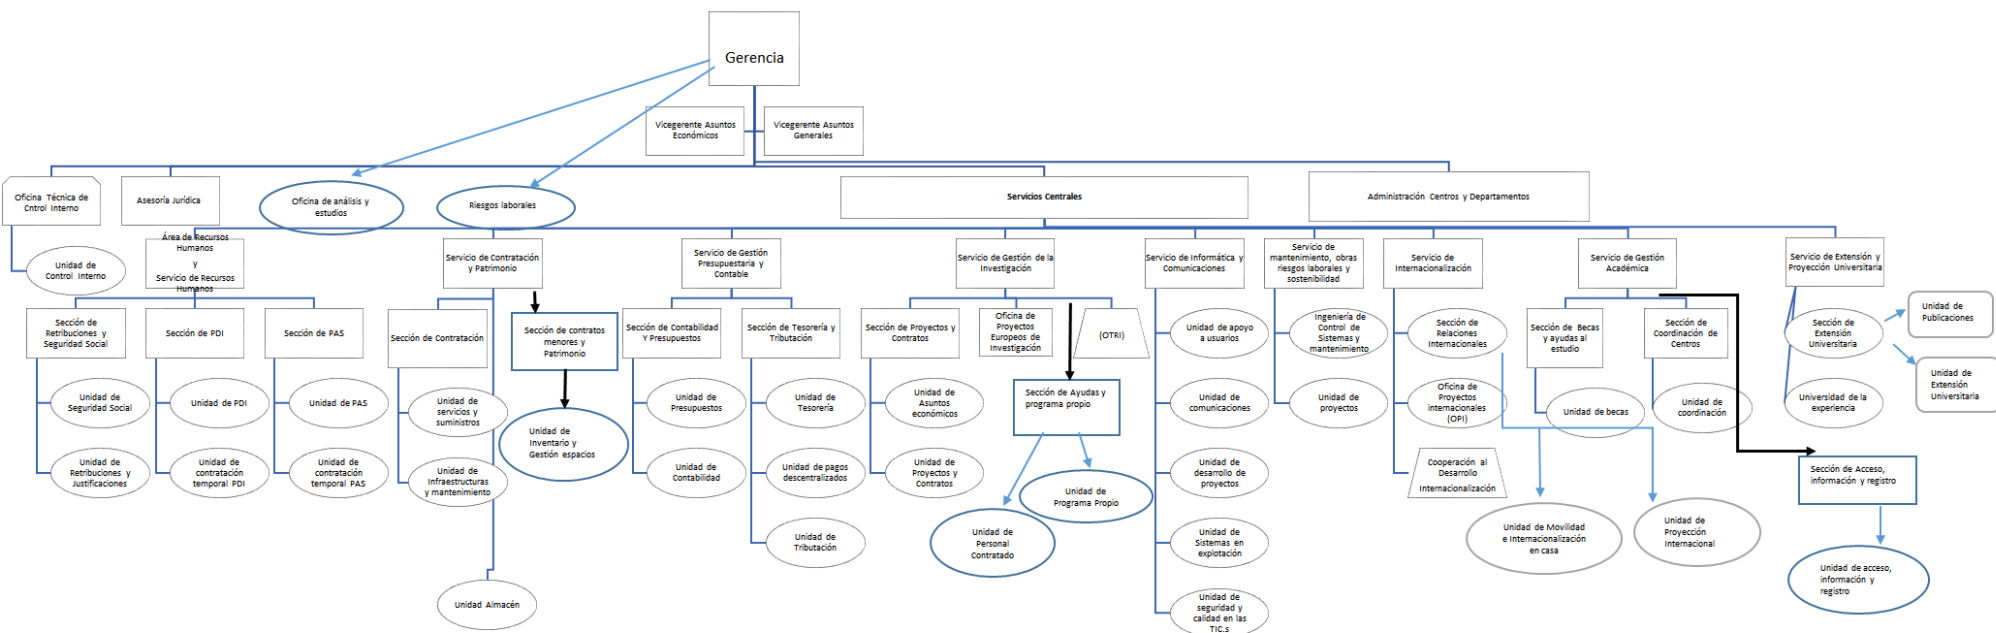 Gerencia
Vicegerente Asuntos
Económicos
Vicegerente Asuntos
Generales
Oficina Técnica de
Cntrol Interno
Asesoría Jurídica
Oficina de análisis y
estudios
Riesgos laborales
Servicios Centrales
Administración Centros y Departamentos
Unidad de
Control Interno
Área de Recursos
Humanos
y
Servicio de Recursos
Humanos
Servicio de Contratación
y Patrimonio
Servicio de Gestión
Presupuestaria y
Contable
Servicio de Gestión de la
Investigación
Servicio de Informática y
Comunicaciones
Servicio de
mantenimiento, obras
riesgos laborales y
sostenibilidad
Servicio de
Internacionalización
Servicio de Gestión
Académica
Servicio de Extensión y
Proyección Universitaria
Sección de
Retribuciones y
Seguridad Social
Sección de PDI
Sección de PAS
Sección de Contratación
Sección de contratos
menores y
Patrimonio
Sección de Contabilidad
Y Presupuestos
Sección de Tesorería y
Tributación
Sección de Proyectos y
Contratos
Oficina de
Proyectos
Europeos de
Investigación
(OTRI)
Unidad de apoyo
a usuarios
Ingeniería de
Control de
Sistemas y
mantenimiento
Sección de
Relaciones
Internacionales
Sección de Becas
y ayudas al
estudio
Sección de
Coordinación de
Centros
Sección de
Extensión
Universitaria
Unidad de
Publicaciones
Unidad de
Extensión
Universitaria
Unidad de
Seguridad Social
Unidad de PDI
Unidad de PAS
Unidad de
servicios y
suministros
Unidad de
Inventario y
Gestión espacios
Unidad de
Presupuestos
Unidad de
Tesorería
Unidad de
Asuntos
económicos
Sección de Ayudas y
programa propio
Unidad de
comunicaciones
Unidad de
proyectos
Oficina de
Proyectos
internacionales
(OPI)
Unidad de becas
Unidad de
coordinación
Universidad de la
experiencia
Unidad de
Retribuciones y
Justificaciones
Unidad de
contratación
temporal PDI
Unidad de
contratación
temporal PAS
Unidad de
Infraestructuras
y mantenimiento
Unidad de
Contabilidad
Unidad de pagos
descentralizados
Unidad de
Proyectos y
Contratos
Unidad de
Programa Propio
Unidad de
desarrollo de
proyectos
Cooperación al
Desarrollo
Internacionalización
Sección de Acceso,
información y registro
Unidad de
Tributación
Unidad de
Personal
Contratado
Unidad de
Sistemas en
explotación
Unidad de Movilidad
e Internacionalización
en casa
Unidad de
Proyección
Internacional
Unidad de acceso,
información y
registro
Unidad Almacén
Unidad de
seguridad y
calidad en las
TIC.s